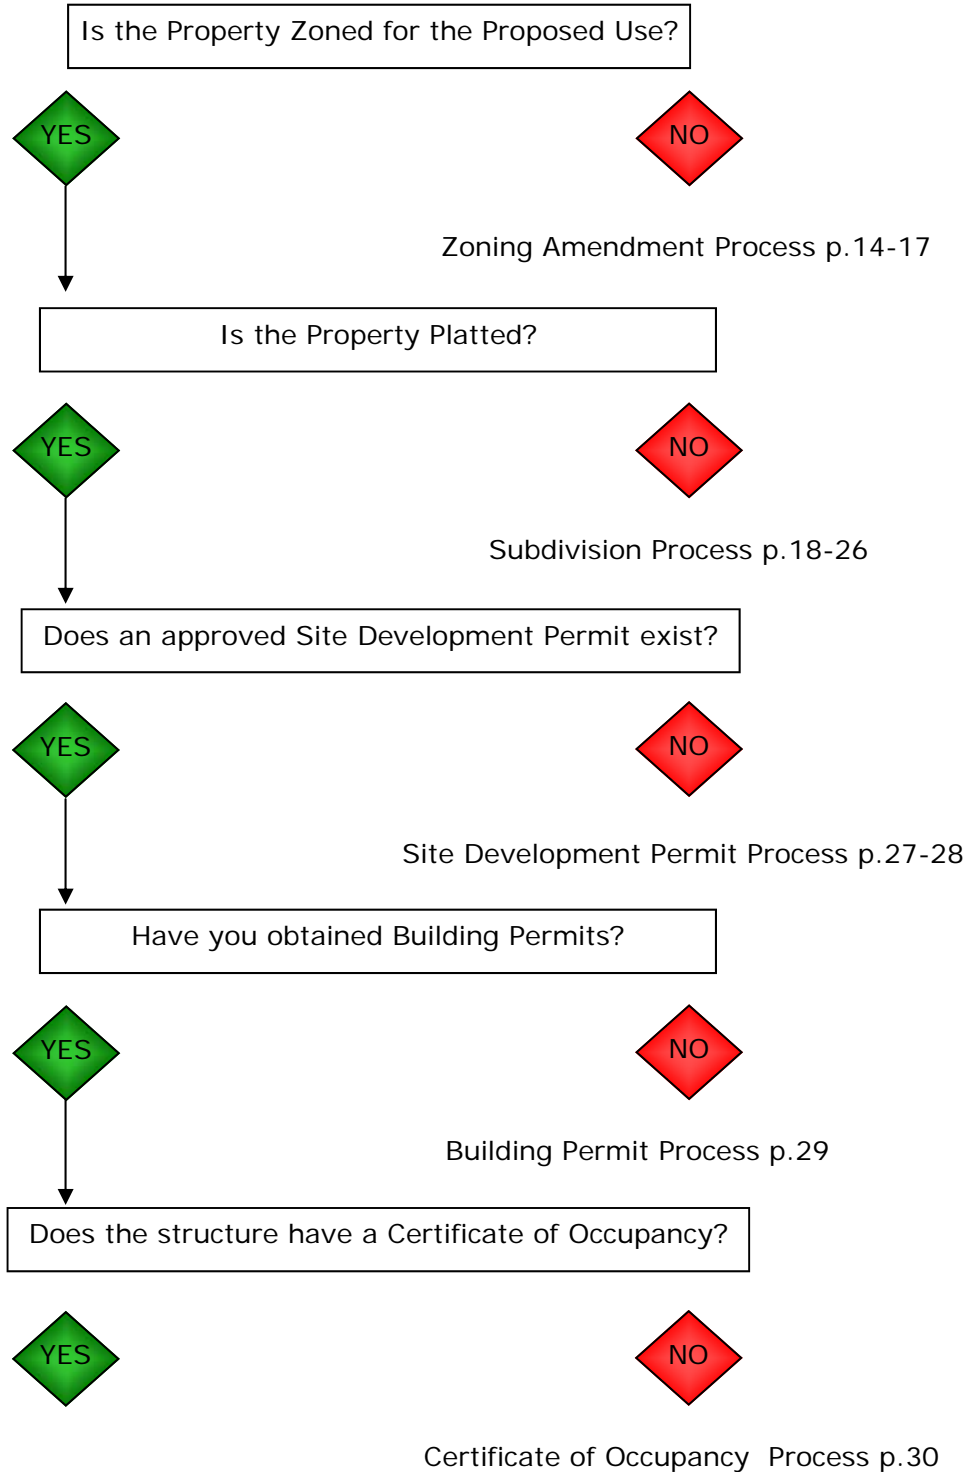 Is the Property Zoned for the Proposed Use?
YES
NO
Zoning Amendment Process p.14-17
Is the Property Platted?
YES
NO
Subdivision Process p.18-26
Does an approved Site Development Permit exist?
YES
NO
Site Development Permit Process p.27-28
Have you obtained Building Permits?
YES
NO
Building Permit Process p.29
Does the structure have a Certificate of Occupancy?
YES
NO
Certificate of Occupancy  Process p.30